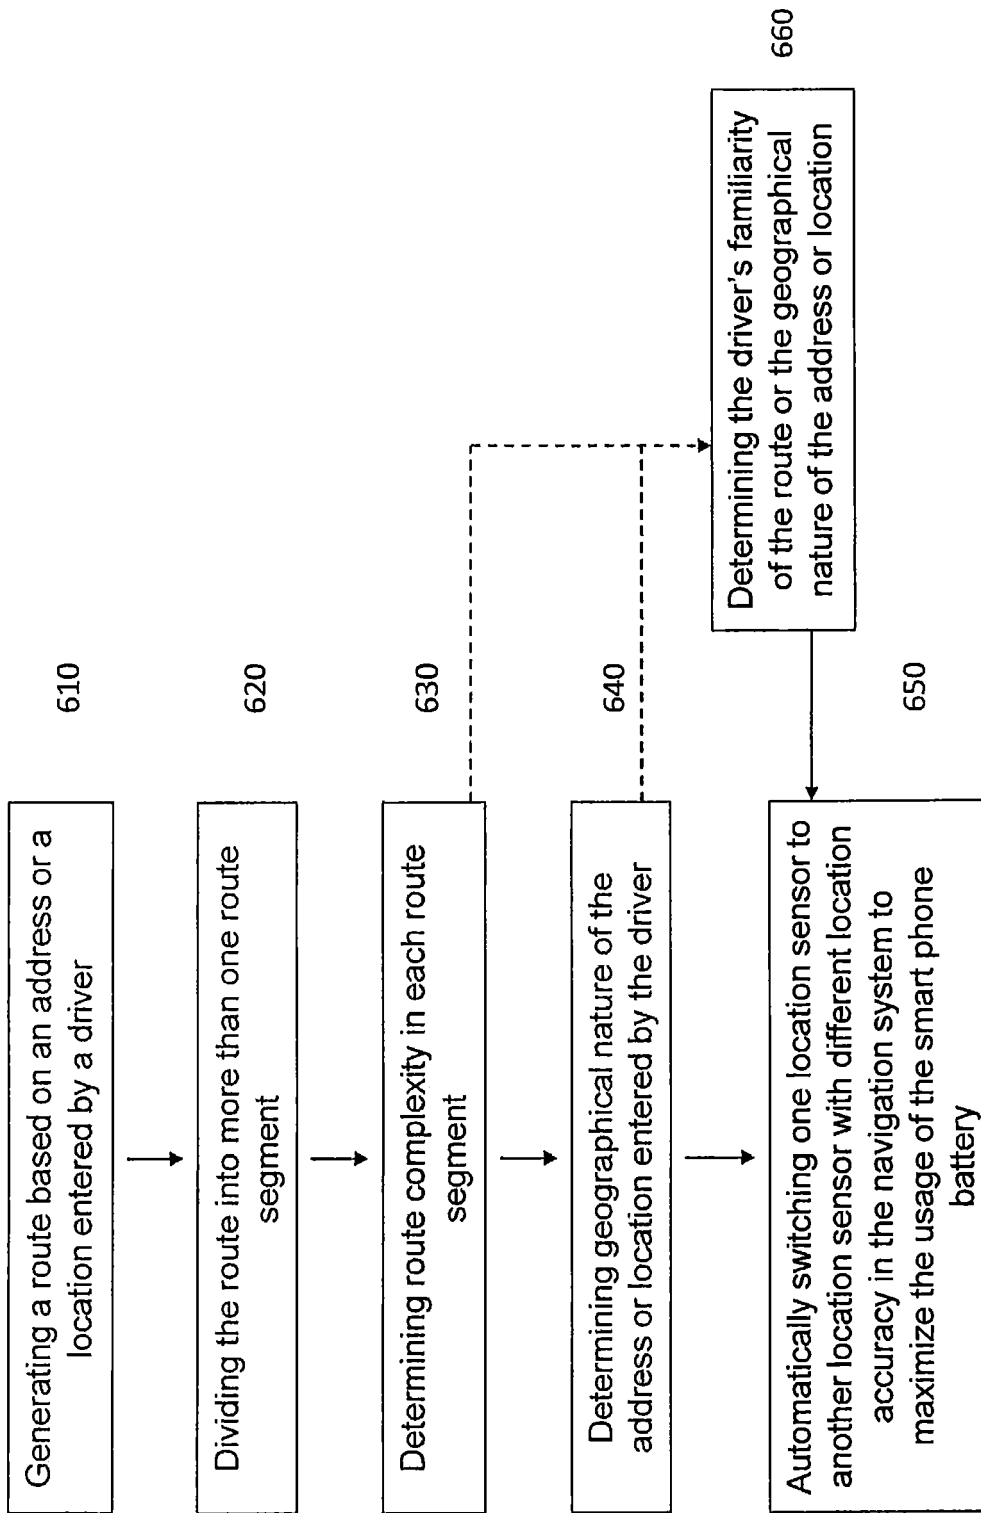 Generating a route based on an address or a
location entered by a driver
610
Dividing the route into more than one route
segment
620
Determining route complexity in each route
segment
630
Determining geographical nature of the
address or location entered by the driver
640
Automatically switching one location sensor to
another location sensor with different location
accuracy in the navigation system to
maximize the usage of the smart phone
battery
650
Determining the driver's familiarity
of the route or the geographical
nature of the address or location
660